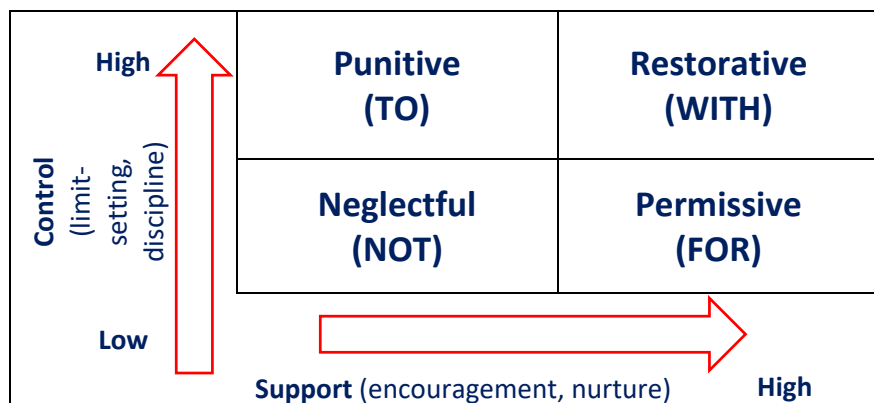 High
Punitive
(TO)
Restorative
(WITH)
Control
(limit-
setting,
discipline)
Neglectful
(NOT)
Permissive
(FOR)
Low
Support (encouragement, nurture)
High